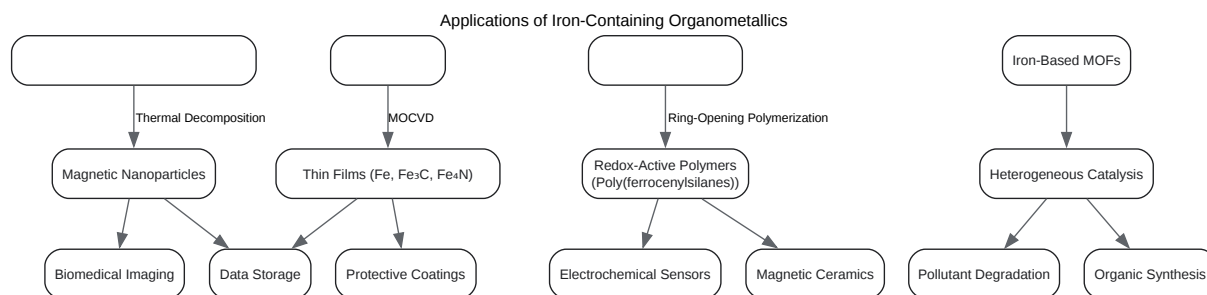 Applications of Iron-Containing Organometallics
Iron-Based MOFs
Thermal Decomposition
MOCVD
Ring-Opening Polymerization
Magnetic Nanoparticles
Thin Films (Fe, Fe₃C, Fe₄N)
Redox-Active Polymers
(Poly(ferrocenylsilanes))
Heterogeneous Catalysis
Biomedical Imaging
Data Storage
Protective Coatings
Electrochemical Sensors
Magnetic Ceramics
Pollutant Degradation
Organic Synthesis